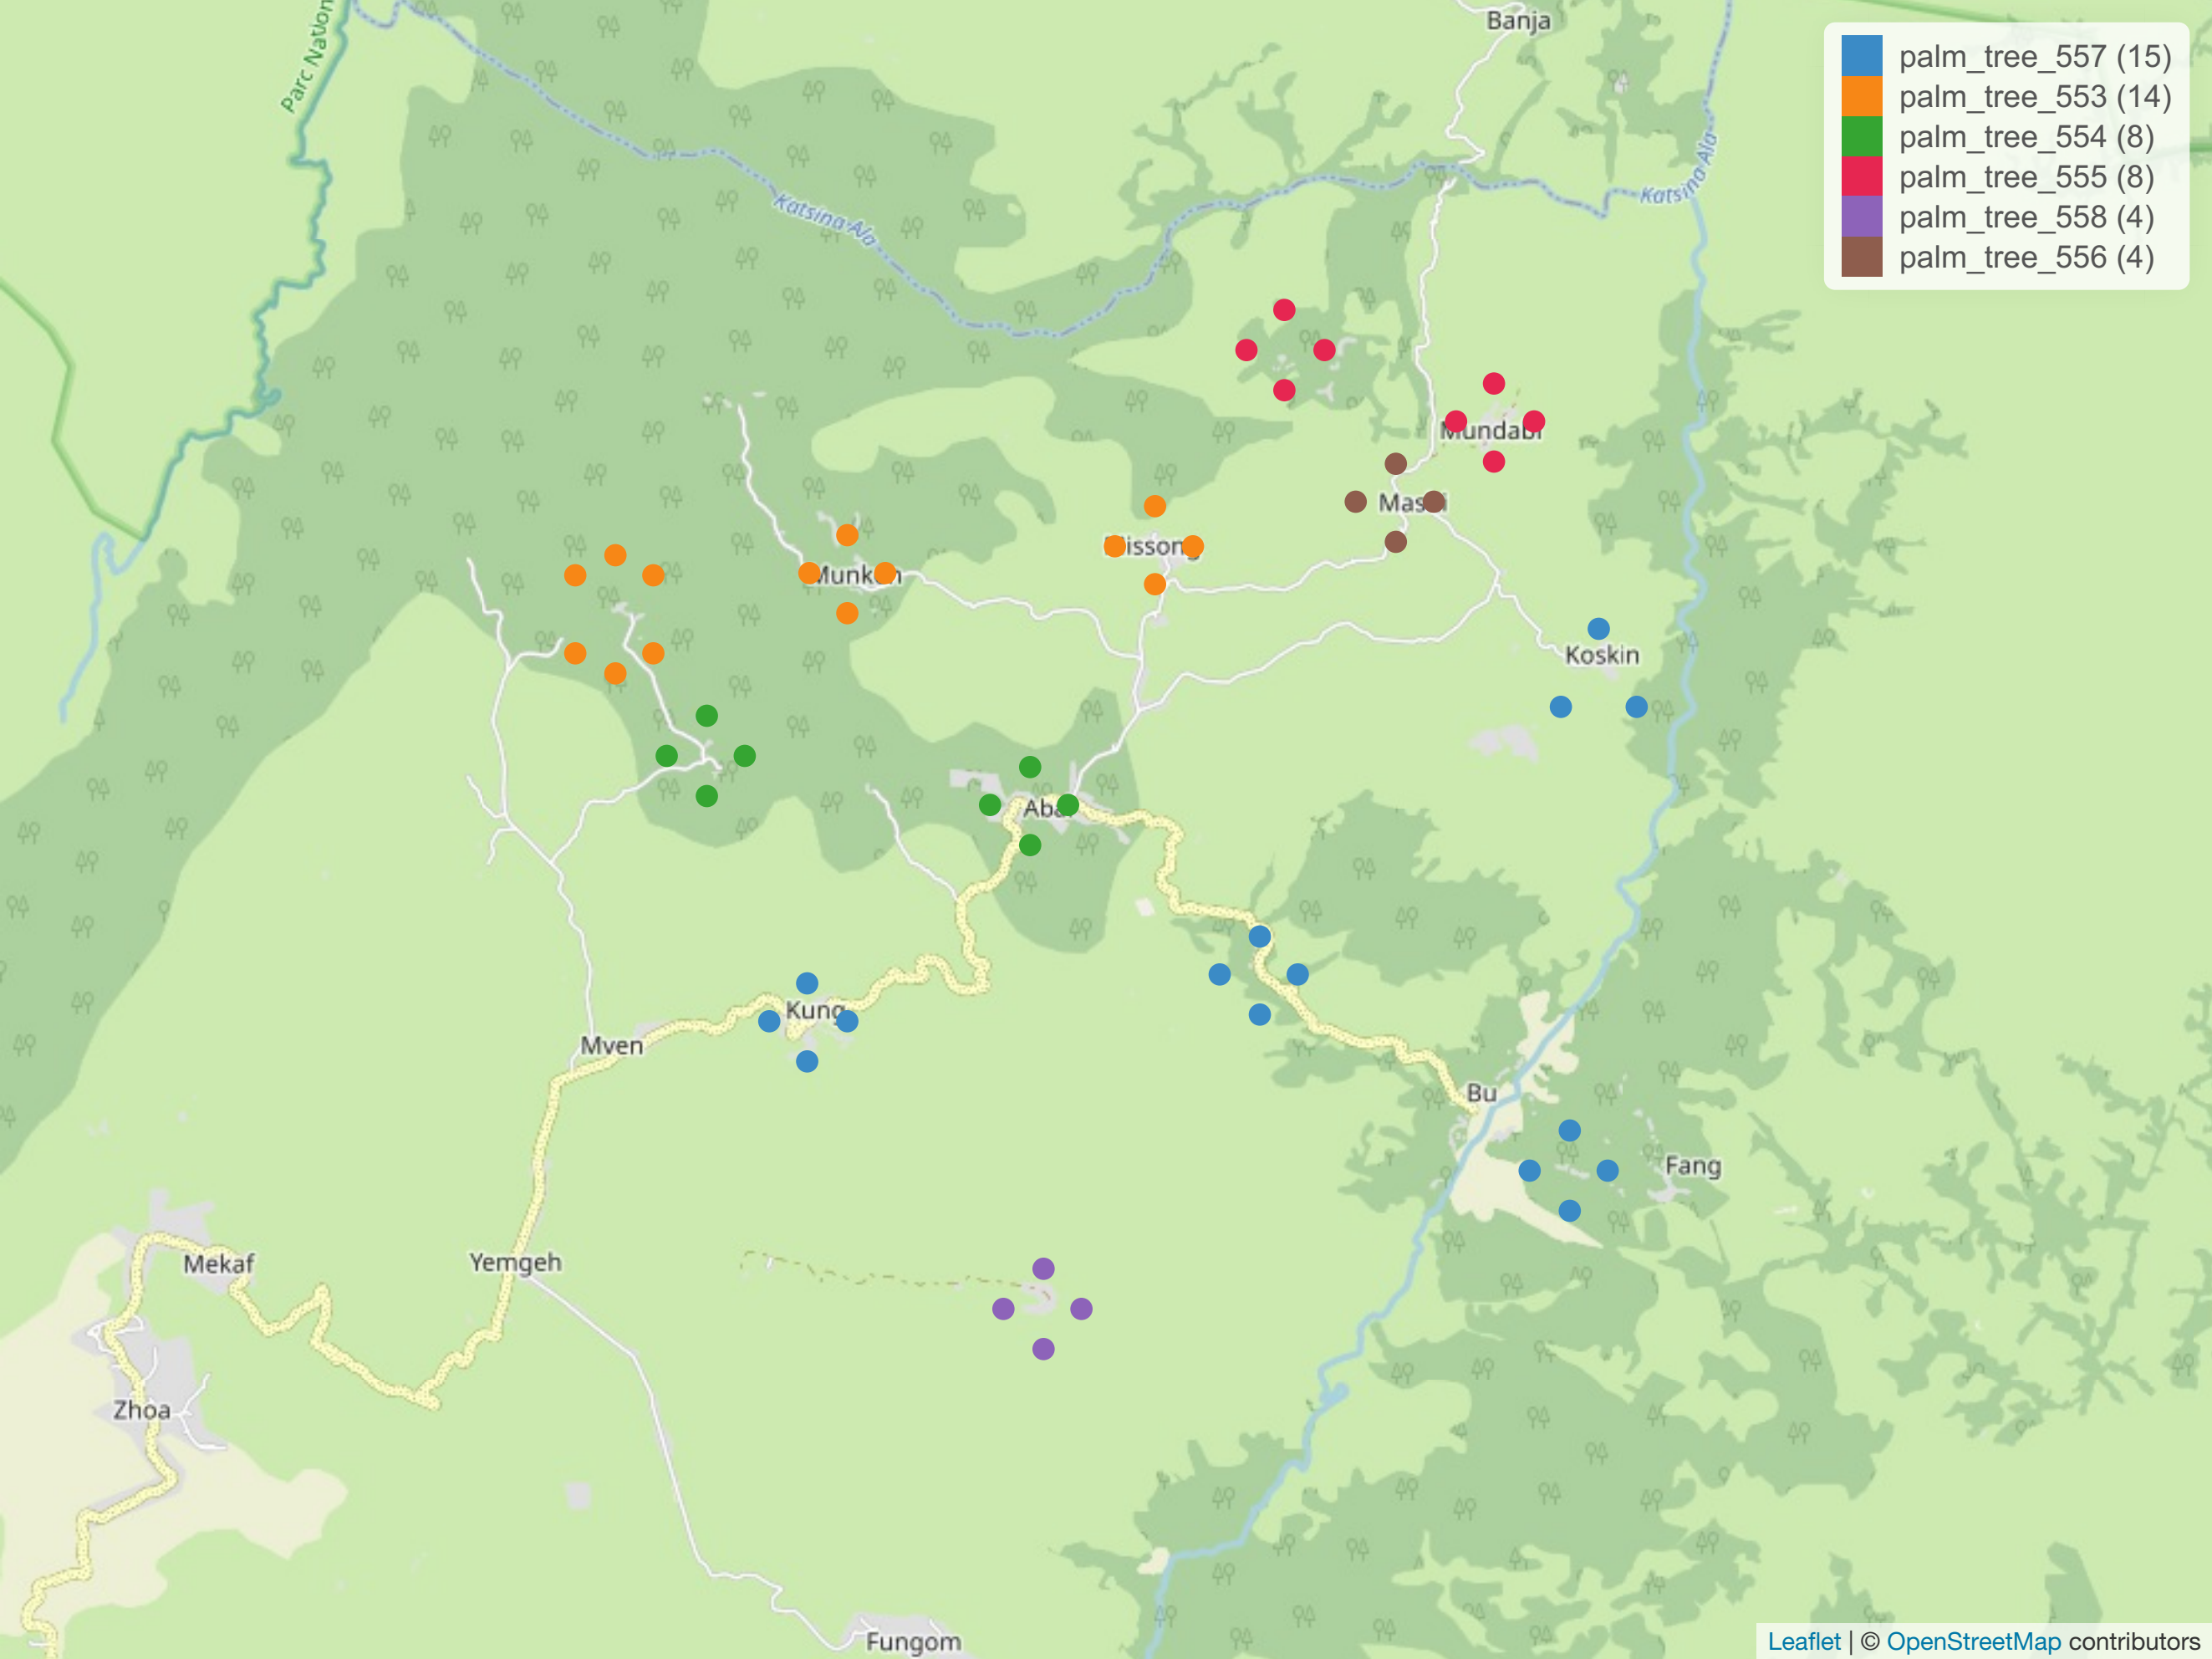 Banja
Parc Nation
palm_tree_557 (15)
palm_tree_553 (14)
palm_tree_554 (8)
palm_tree_555 (8)
palm_tree_558 (4)
palm_tree_556 (4)
Katsina Ala
Katsina-Ala
Mundabi
Koskin
Kung
Mven
Bu
Fang
Mekaf
Yemgeh
Zhoa
Fungom
Leaflet | © OpenStreetMap contributors